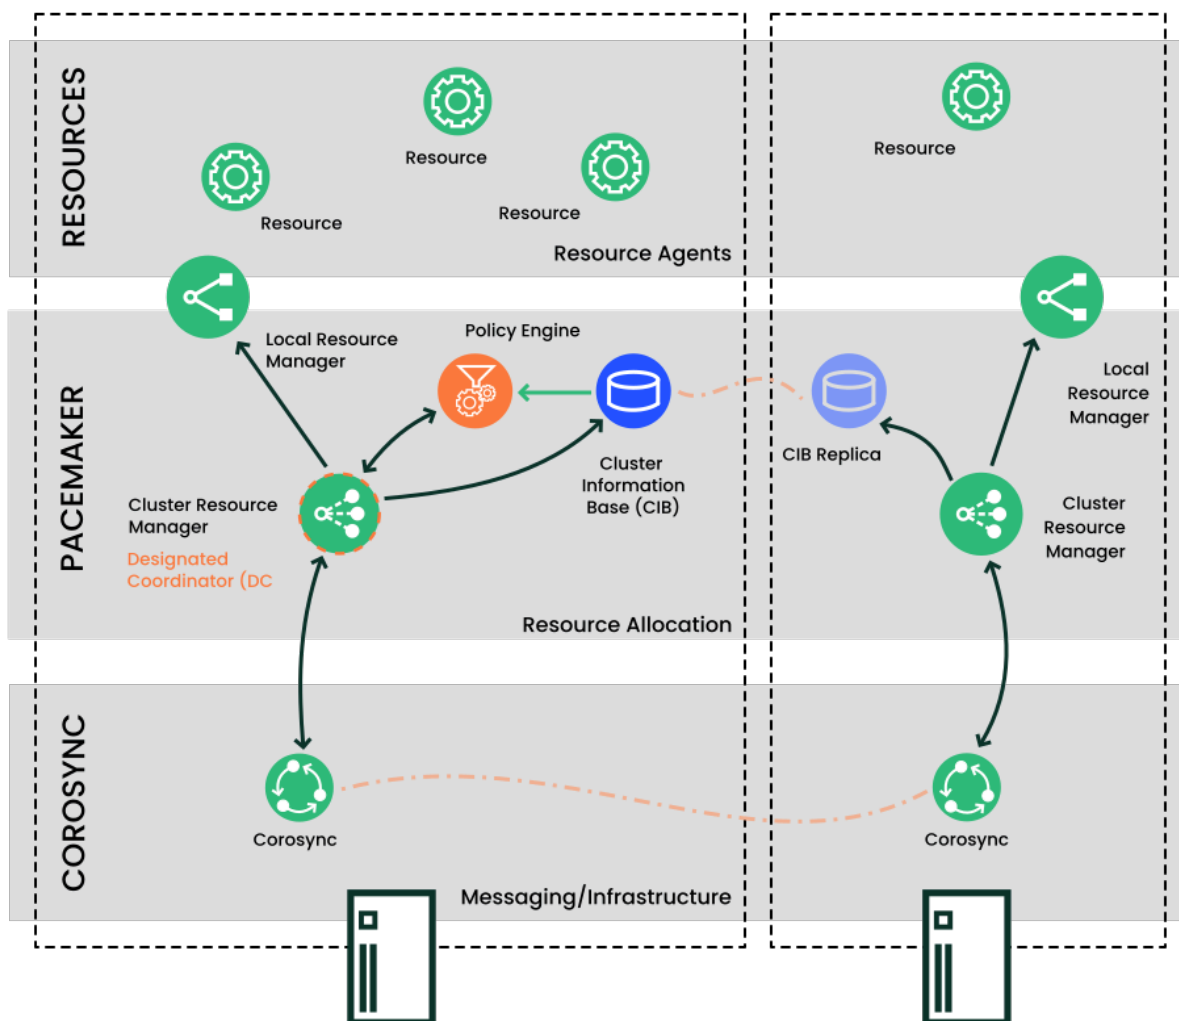 RESOURCES
Resource
Resource
Resource
Resource
Resource Agents
PACEMAKER
Local Resource
Manager
Policy Engine
Cluster
Information
Base (CIB)
Cluster Resource
Manager
Designated
Coordinator (DC
Resource Allocation
CIB Replica
Local
Resource
Manager
Cluster
Resource
Manager
COROSYNC
Corosync
Corosync
Messaging/Infrastructure